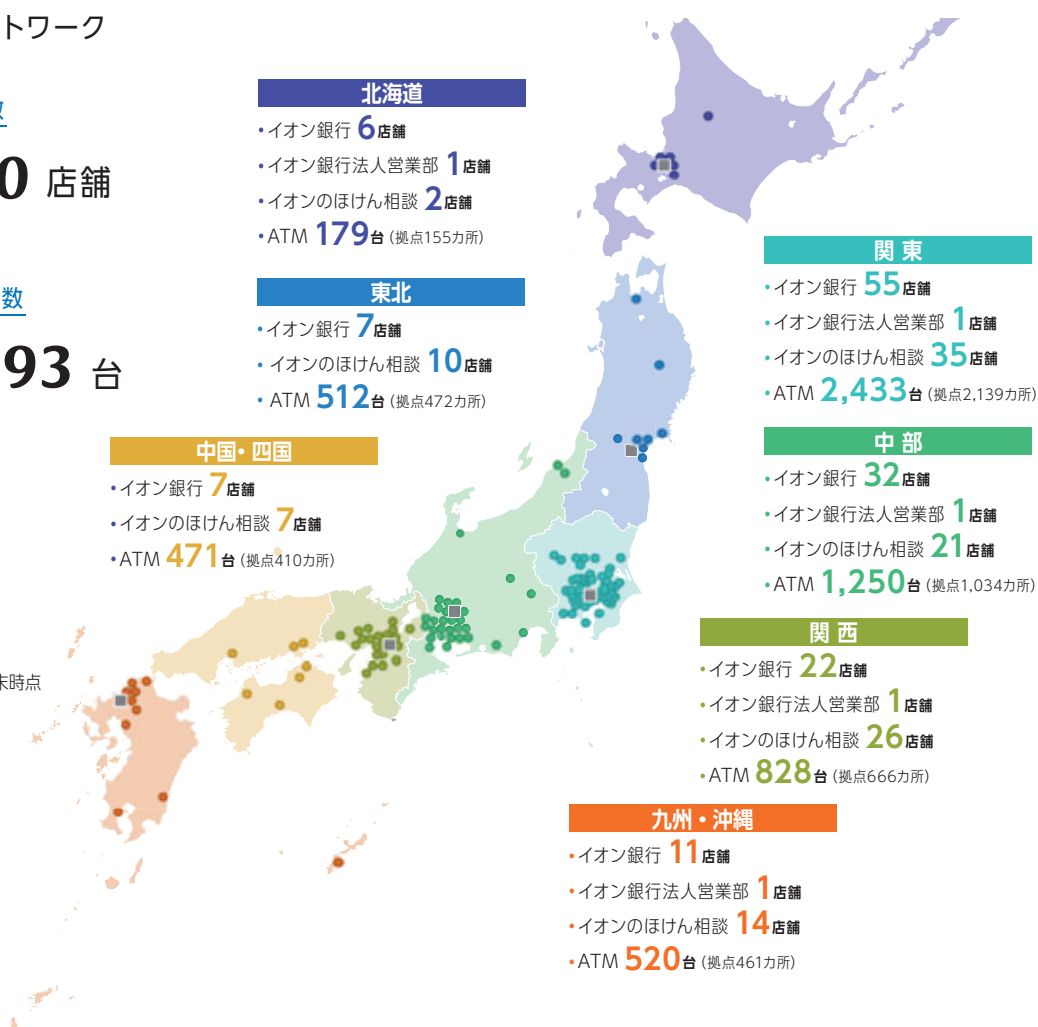 トワーク
数
0 店舗
数
93 台
末時点
北海道
•イオン銀行 6店舗
•イオン銀行法人営業部 1店舗
•イオンのほけん相談 2店舗
•ATM 179台 (拠点155カ所)
東北
•イオン銀行 7店舗
•イオンのほけん相談 10店舗
•ATM 512台 (拠点472カ所)
中国・四国
•イオン銀行 7店舗
•イオンのほけん相談 7店舗
•ATM 471台 (拠点410カ所)
関東
•イオン銀行 55店舗
•イオン銀行法人営業部 1店舗
•イオンのほけん相談 35店舗
•ATM 2,433台 (拠点2,139カ所)
中部
•イオン銀行 32店舗
•イオン銀行法人営業部 1店舗
•イオンのほけん相談 21店舗
•ATM 1,250台 (拠点1,034カ所)
関西
•イオン銀行 22店舗
•イオン銀行法人営業部 1店舗
•イオンのほけん相談 26店舗
•ATM 828台 (拠点666カ所)
九州・沖縄
•イオン銀行 11店舗
•イオン銀行法人営業部 1店舗
•イオンのほけん相談 14店舗
•ATM 520台 (拠点461カ所)